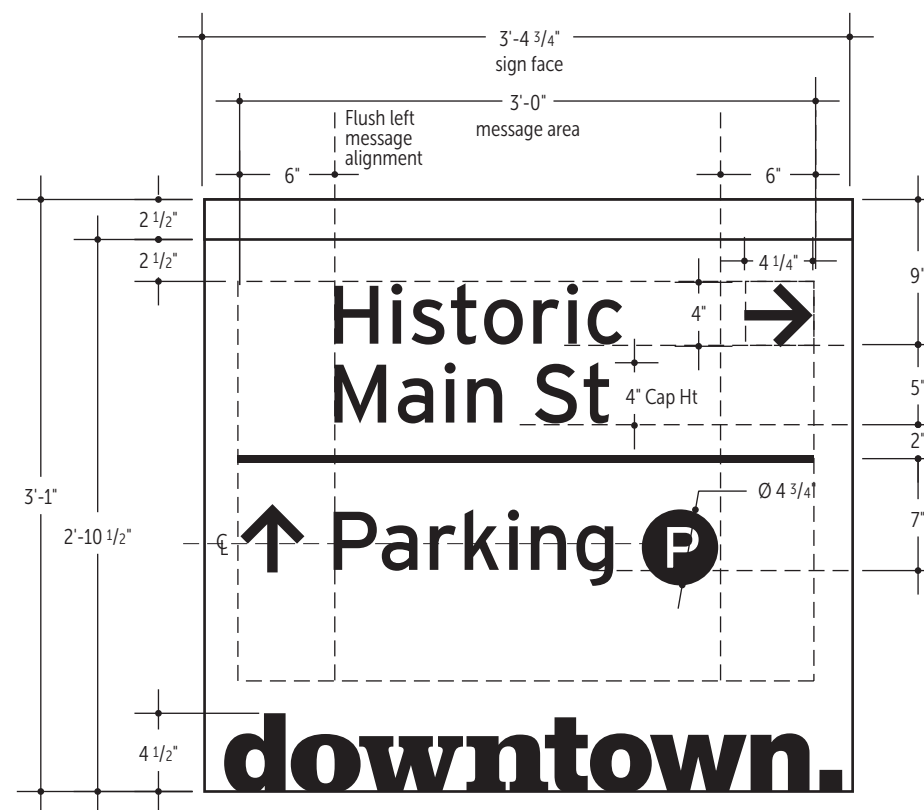 3'-4 3/4"
sign face
3'-0"
message area
Flush left
message
alignment
6"
6"
2 1/2"
2 1/2"
4 1/4"
9"
Historic
4"
Main St
4" Cap Ht
5"
2"
3'-1"
2'-10 1/2"
Ø 4 3/4"
7"
℄
Parking
P
4 1/2"
downtown.